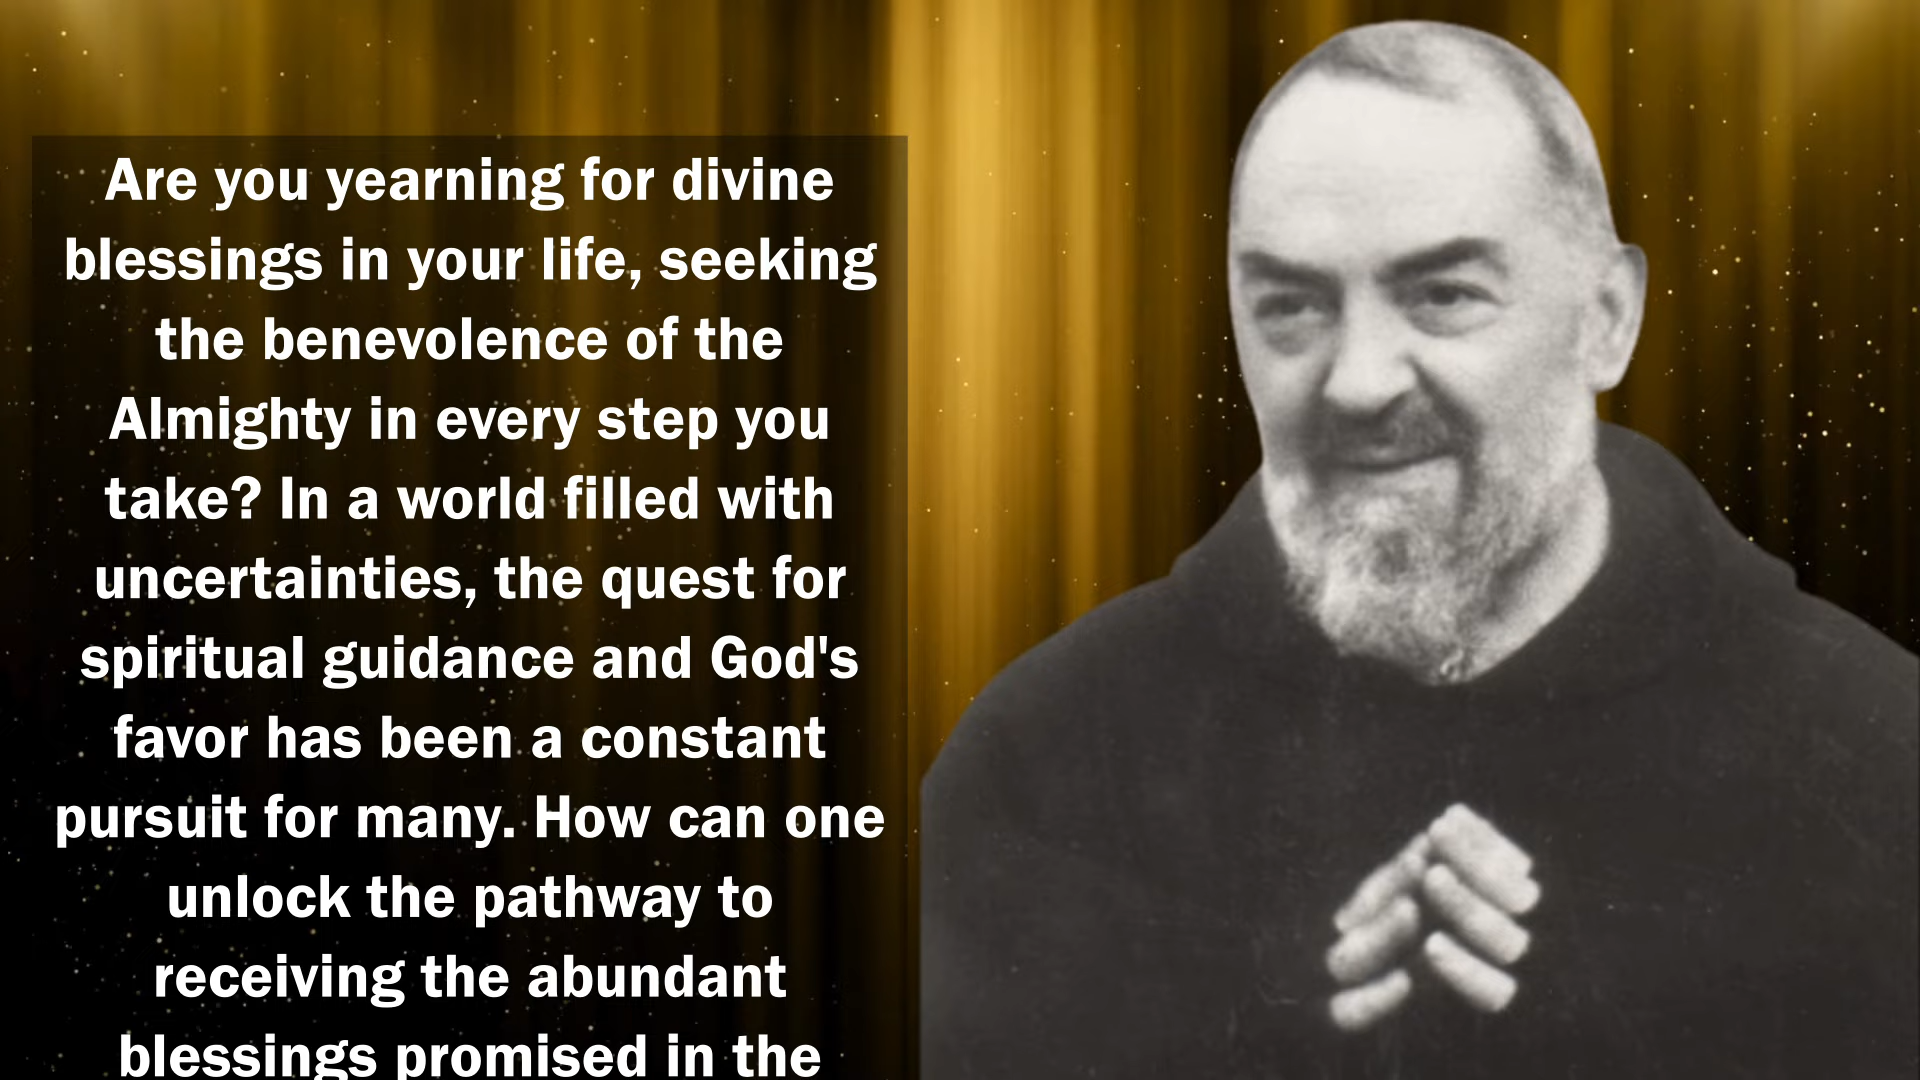 Are you yearning for divine
blessings in your life, seeking
the benevolence of the
Almighty in every step you
take? In a world filled with
uncertainties, the quest for
spiritual guidance and God's
favor has been a constant
pursuit for many. How can one
unlock the pathway to
receiving the abundant
blessings promised in the